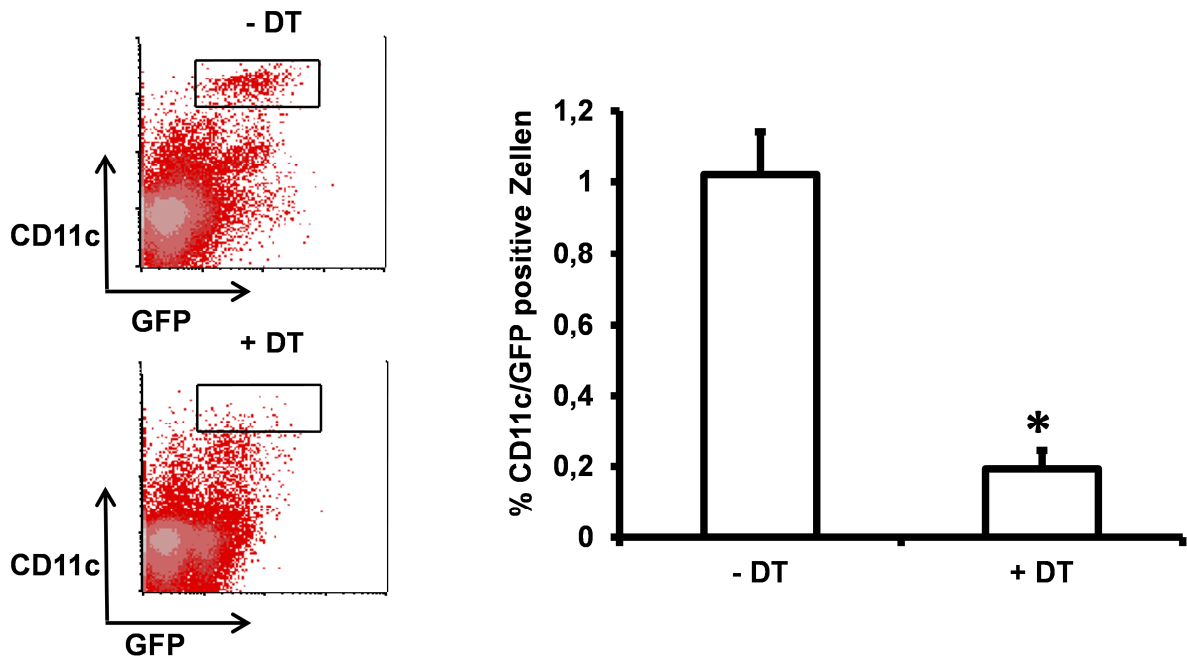 - DT
CD11c
GFP
+ DT
CD11c
GFP
% CD11c/GFP positive Zellen
1,2
1
0,8
0,6
0,4
0,2
0
*
- DT
+ DT